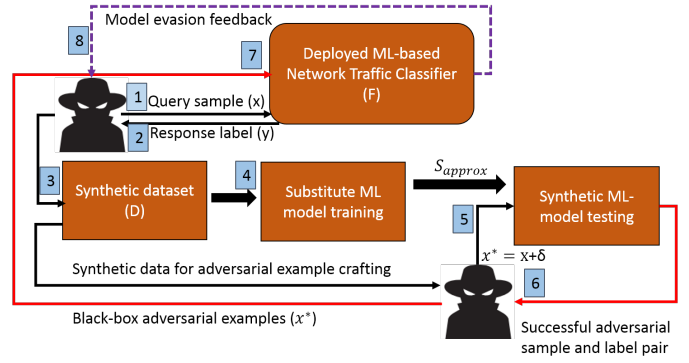 Model evasion feedback
8
7
Deployed ML-based
Network Traffic Classifier
(F)
1
Query sample (x)
2
Response label (y)
3
Synthetic dataset
(D)
4
Substitute ML
model training
S_approx
Synthetic ML-
model testing
5
x* = x+δ
Synthetic data for adversarial example crafting
6
Black-box adversarial examples (x*)
Successful adversarial
sample and label pair